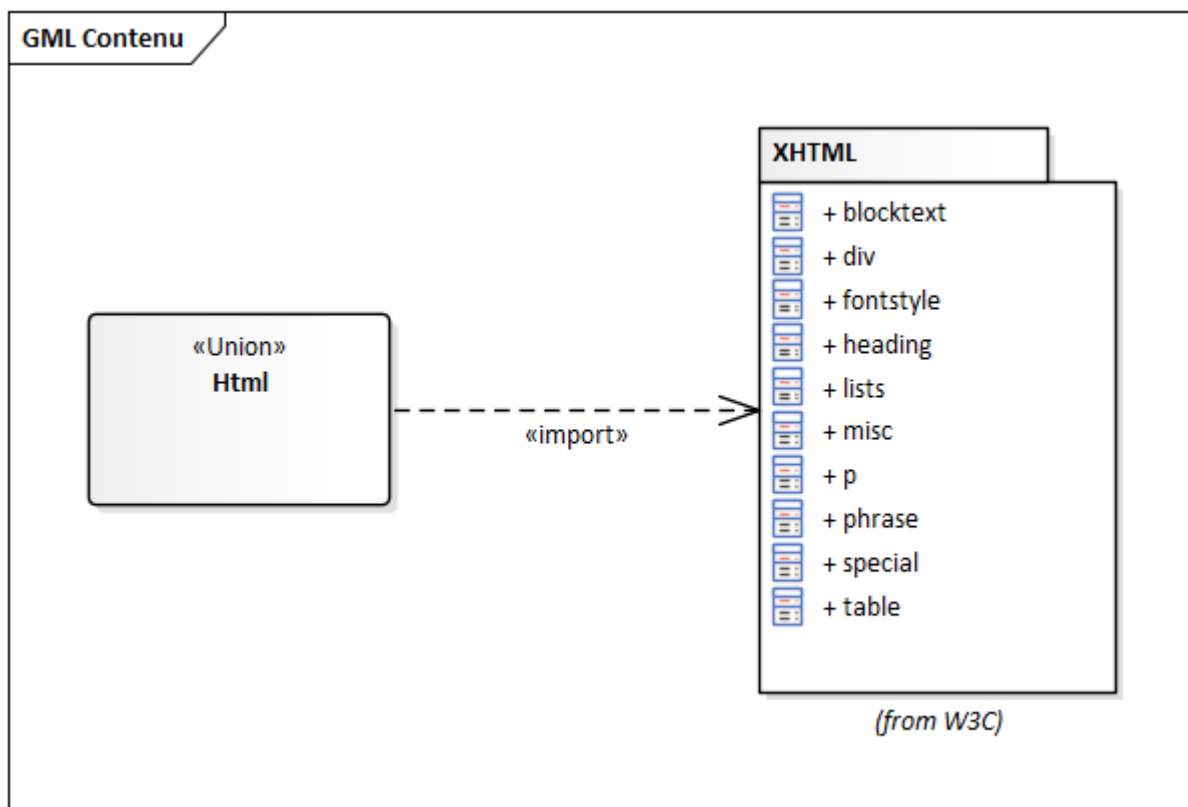 GML Contenu
XHTML
+ blocktext
+ div
+ fontstyle
+ heading
+ lists
+ misc
+ p
+ phrase
+ special
+ table
«Union»
Html
«import»
(from W3C)